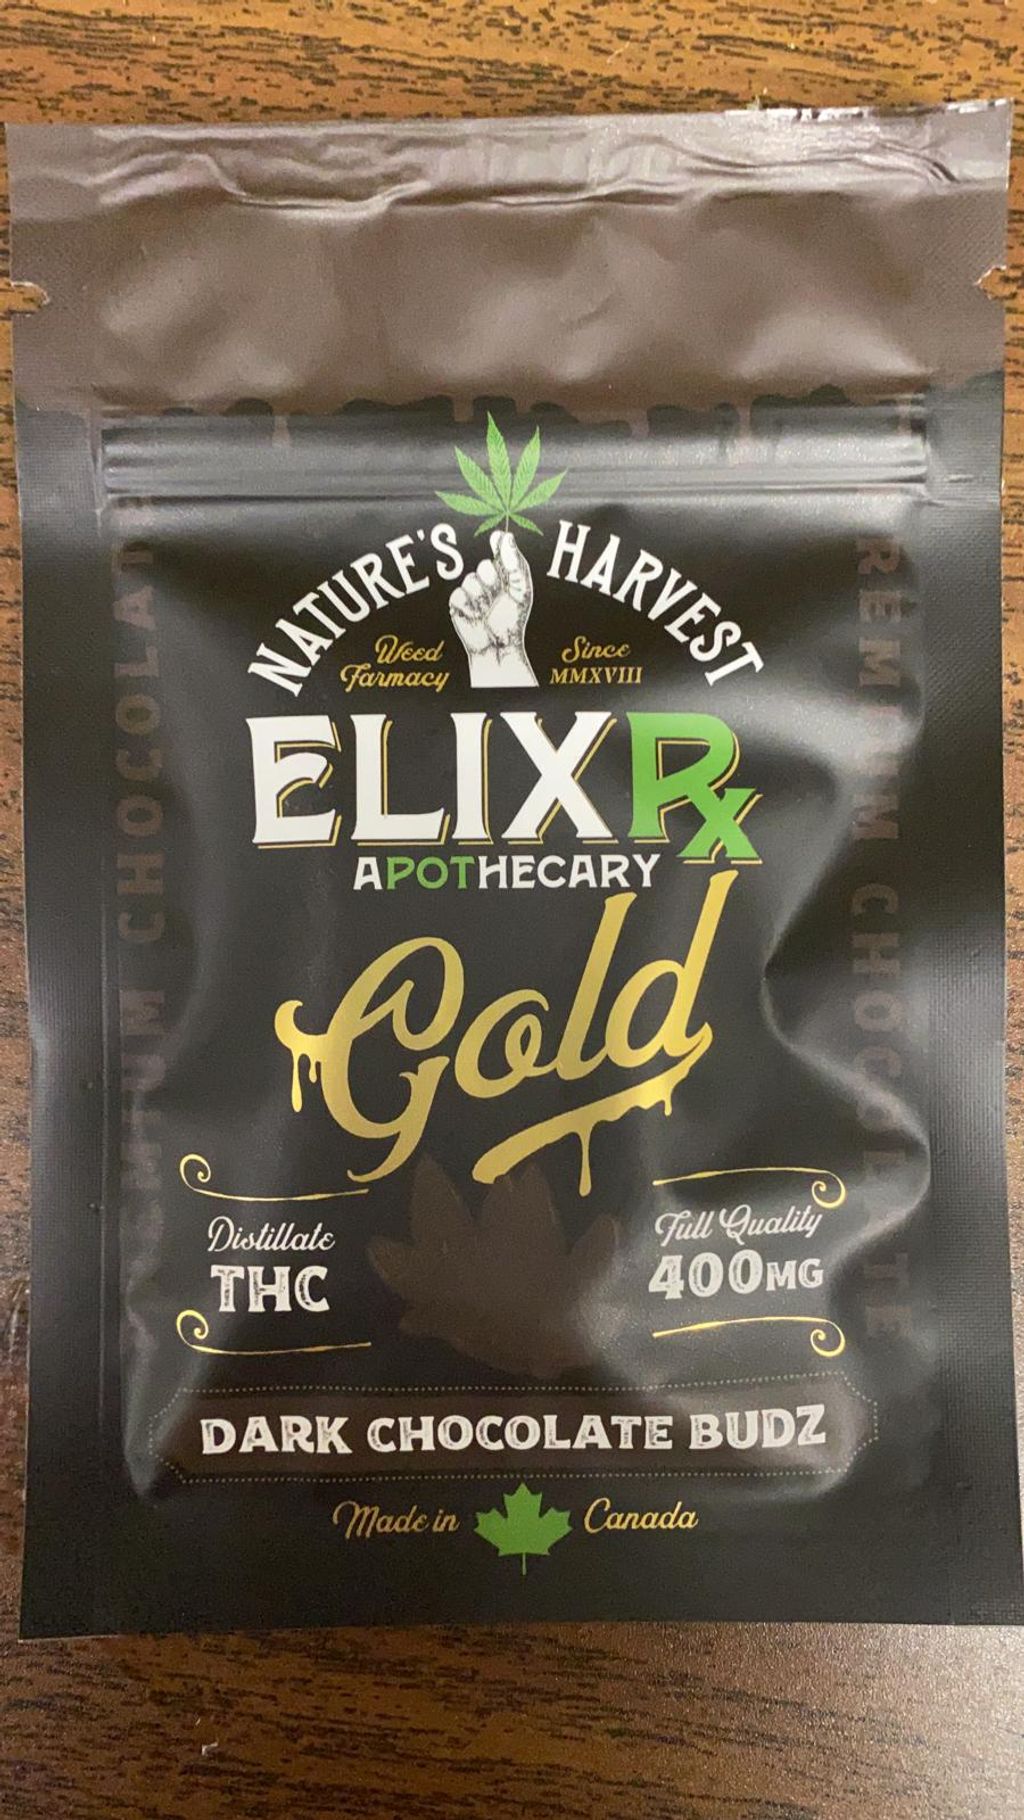 NATURE'S HARVEST
Weed Farmacy
Since MMXVIII
ELIXRx
APOTHECARY
Gold
Distillate
THC
Full Quality
400MG
DARK CHOCOLATE BUDZ
Made in Canada
PREMIUM CHOCOLATE
PREMIUM CHOCOLATE